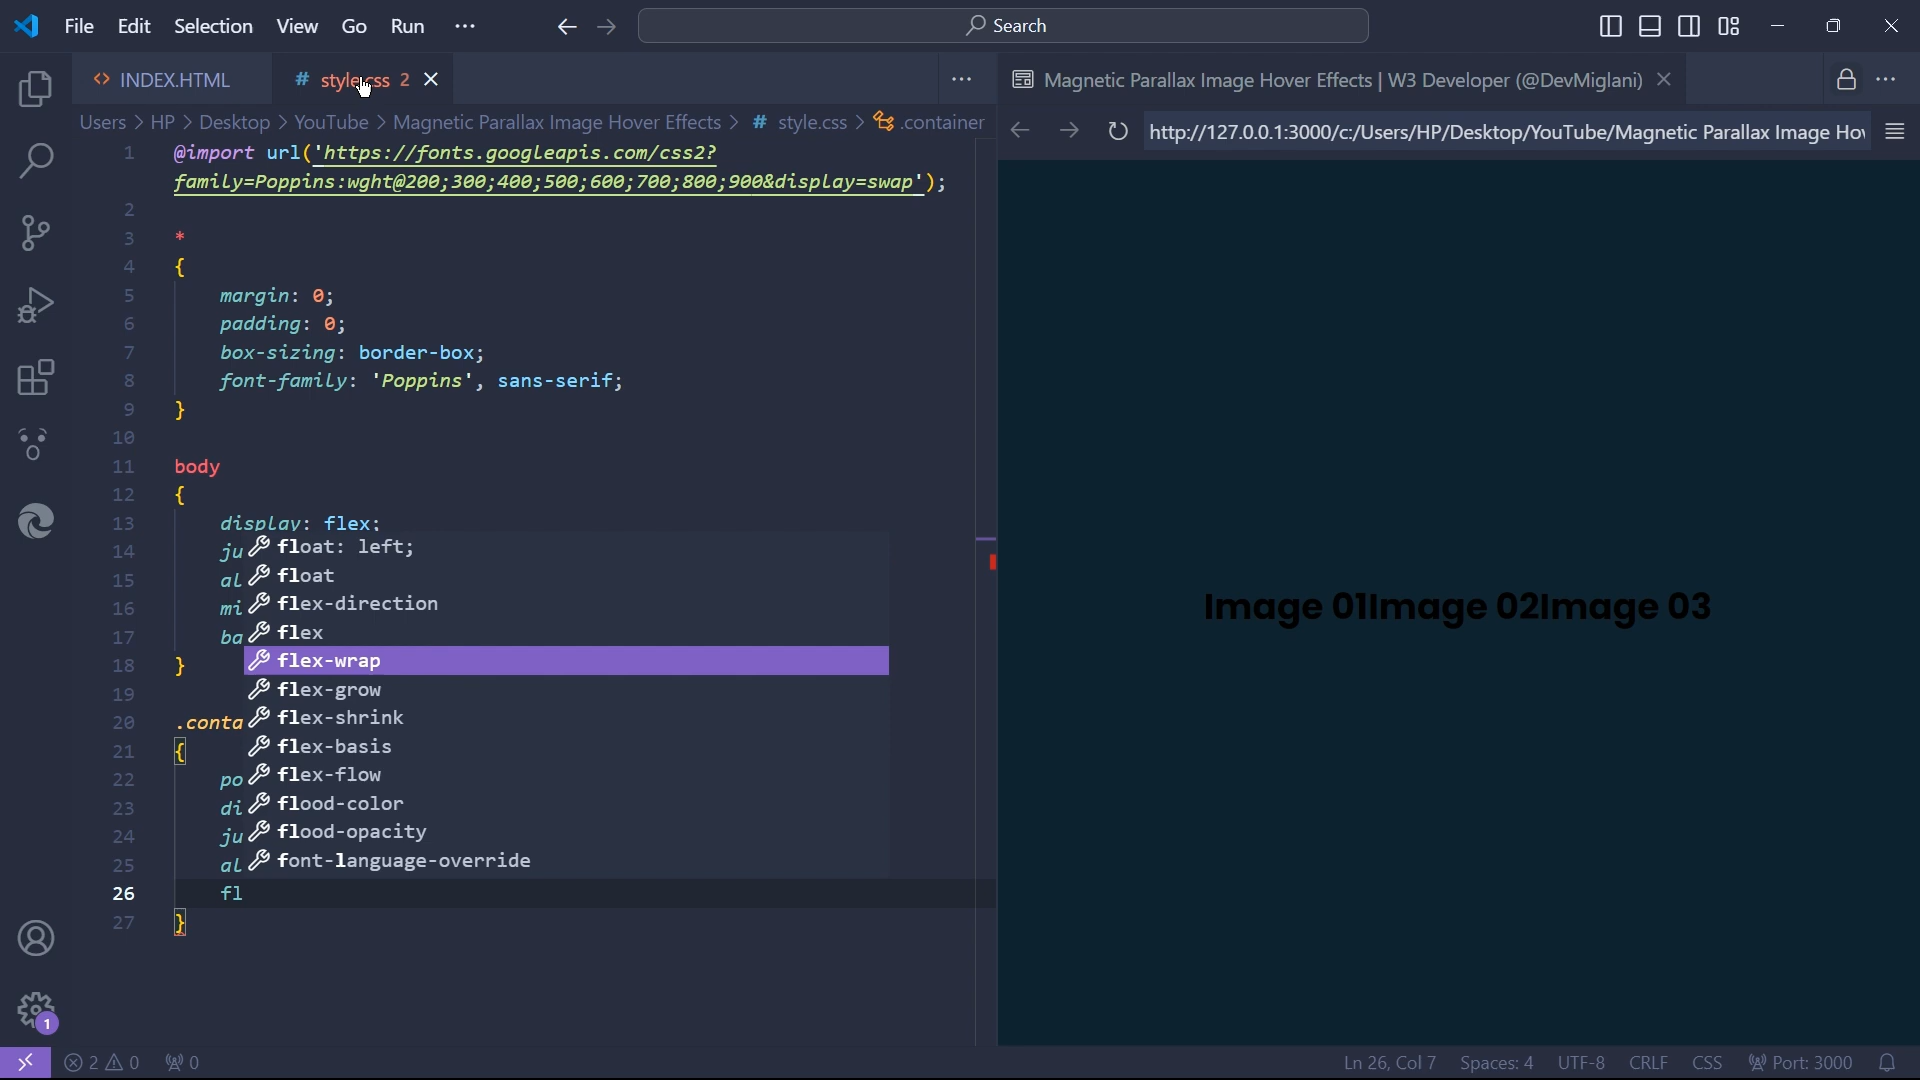 File Edit Selection View Go Run ···
Search
<> INDEX.HTML
# style.css 2
Magnetic Parallax Image Hover Effects | W3 Developer (@DevMiglani)
Users > HP > Desktop > YouTube > Magnetic Parallax Image Hover Effects > # style.css > .container
http://127.0.0.1:3000/c:/Users/HP/Desktop/YouTube/Magnetic Parallax Image Ho
1 @import url('https://fonts.googleapis.com/css2?
family=Poppins:wght@200;300;400;500;600;700;800;900&display=swap');
2
3 *
4 {
5 margin: 0;
6 padding: 0;
7 box-sizing: border-box;
8 font-family: 'Poppins', sans-serif;
9 }
10
11 body
12 {
13 display: flex;
14 ju
15 al
16 mi
17 ba
18 }
19
20 .conta
21 {
22 po
23 di
24 ju
25 al
26 fl
27 }
float: left;
float
flex-direction
flex
flex-wrap
flex-grow
flex-shrink
flex-basis
flex-flow
flood-color
flood-opacity
font-language-override
Image 01Image 02Image 03
1
2 0 0
Ln 26, Col 7 Spaces: 4 UTF-8 CRLF CSS Port: 3000